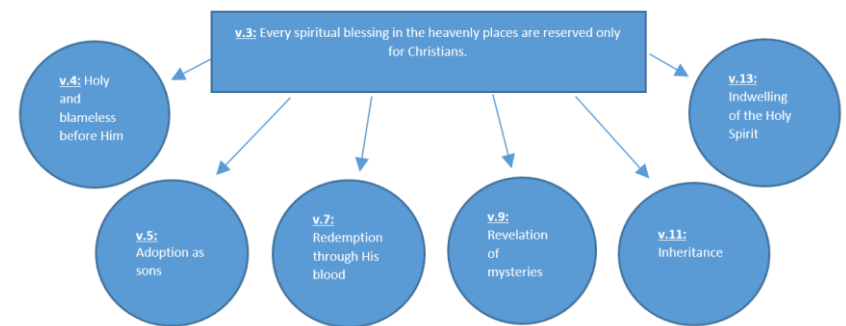 v.3: Every spiritual blessing in the heavenly places are reserved only
for Christians.
v.4: Holy
and
blameless
before Him
v.5:
Adoption as
sons
v.7:
Redemption
through His
blood
v.9:
Revelation
of
mysteries
v.11:
Inheritance
v.13:
Indwelling
of the Holy
Spirit